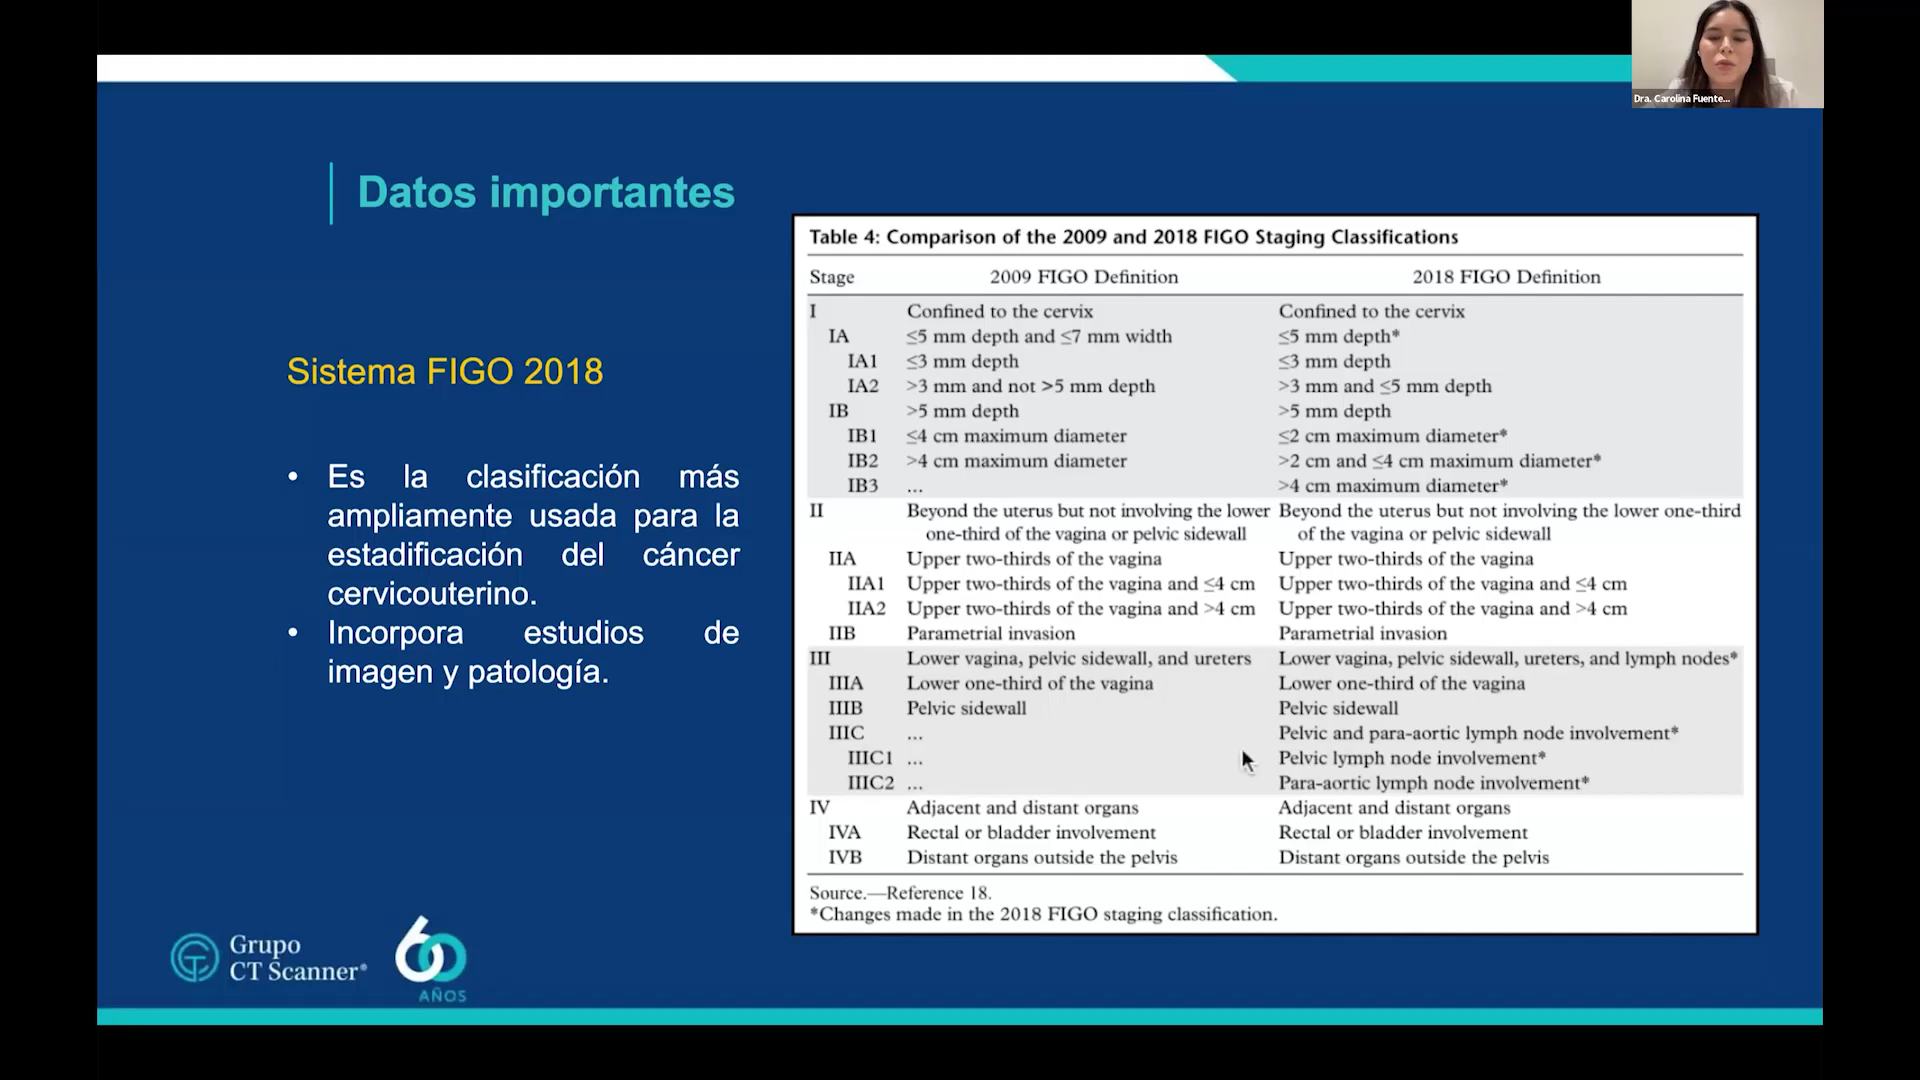 Dra. Carolina Fuente...
Datos importantes
Sistema FIGO 2018
• Es la clasificación más
ampliamente usada para la
estadificación del cáncer
cervicouterino.
• Incorpora estudios de
imagen y patología.
Table 4: Comparison of the 2009 and 2018 FIGO Staging Classifications
Stage 2009 FIGO Definition 2018 FIGO Definition
I Confined to the cervix Confined to the cervix
IA ≤5 mm depth and ≤7 mm width ≤5 mm depth*
IA1 ≤3 mm depth ≤3 mm depth
IA2 >3 mm and not >5 mm depth >3 mm and ≤5 mm depth
IB >5 mm depth >5 mm depth
IB1 ≤4 cm maximum diameter ≤2 cm maximum diameter*
IB2 >4 cm maximum diameter >2 cm and ≤4 cm maximum diameter*
IB3 ... >4 cm maximum diameter*
II Beyond the uterus but not involving the lower Beyond the uterus but not involving the lower one-third
one-third of the vagina or pelvic sidewall of the vagina or pelvic sidewall
IIA Upper two-thirds of the vagina Upper two-thirds of the vagina
IIA1 Upper two-thirds of the vagina and ≤4 cm Upper two-thirds of the vagina and ≤4 cm
IIA2 Upper two-thirds of the vagina and >4 cm Upper two-thirds of the vagina and >4 cm
IIB Parametrial invasion Parametrial invasion
III Lower vagina, pelvic sidewall, and ureters Lower vagina, pelvic sidewall, ureters, and lymph nodes*
IIIA Lower one-third of the vagina Lower one-third of the vagina
IIIB Pelvic sidewall Pelvic sidewall
IIIC ... Pelvic and para-aortic lymph node involvement*
IIIC1 ... Pelvic lymph node involvement*
IIIC2 ... Para-aortic lymph node involvement*
IV Adjacent and distant organs Adjacent and distant organs
IVA Rectal or bladder involvement Rectal or bladder involvement
IVB Distant organs outside the pelvis Distant organs outside the pelvis
Source.—Reference 18.
*Changes made in the 2018 FIGO staging classification.
Grupo
CT Scanner®
60
AÑOS